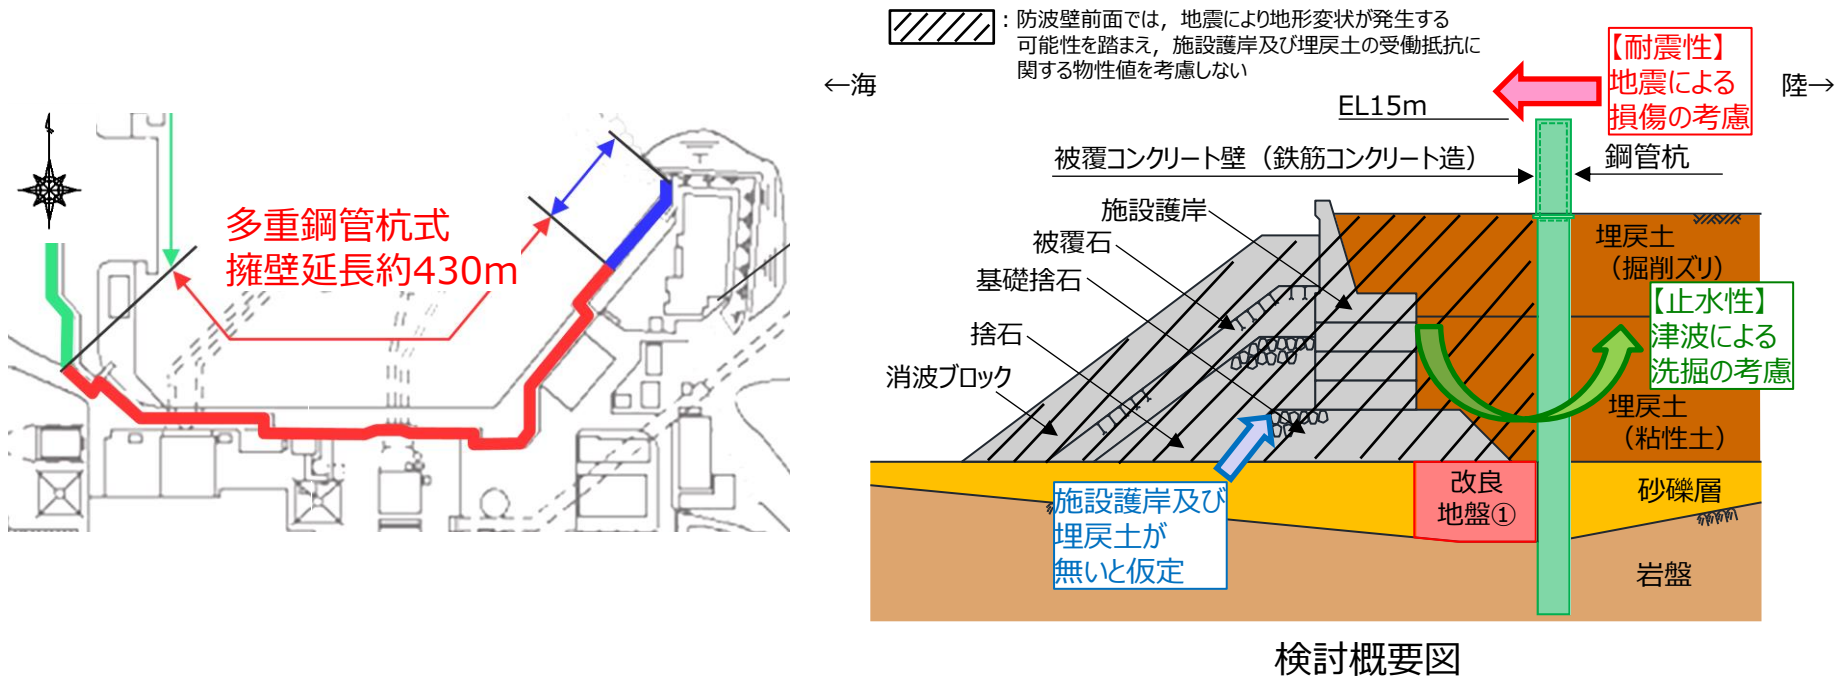 多重鋼管杭式
擁壁延長約430m
：防波壁前面では，地震により地形変状が発生する
可能性を踏まえ，施設護岸及び埋戻土の受働抵抗に
関する物性値を考慮しない
←海
陸→
【耐震性】
地震による
損傷の考慮
EL15m
被覆コンクリート壁（鉄筋コンクリート造）
鋼管杭
施設護岸
被覆石
基礎捨石
捨石
消波ブロック
埋戻土
（掘削ズリ）
【止水性】
津波による
洗掘の考慮
埋戻土
（粘性土）
改良
地盤①
砂礫層
施設護岸及び
埋戻土が
無いと仮定
岩盤
検討概要図